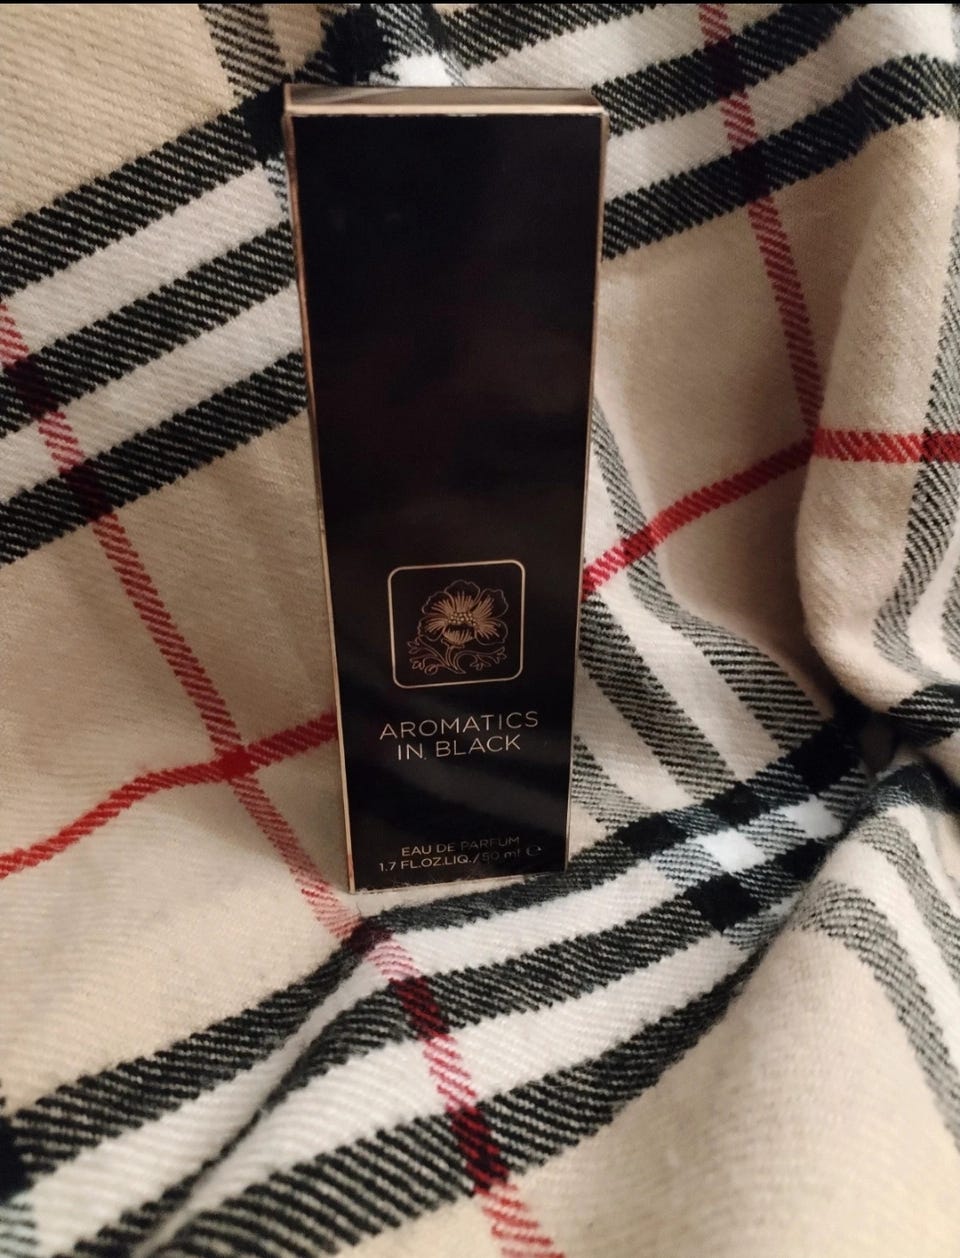 AROMATICS
IN BLACK
EAU DE PARFUM
1.7 FL.OZ.LIQ./50 ml ℮